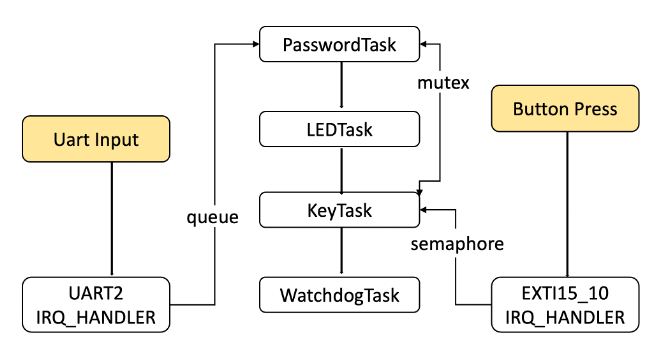 PasswordTask
mutex
Button Press
Uart Input
LEDTask
KeyTask
queue
semaphore
UART2
IRQ_HANDLER
WatchdogTask
EXTI15_10
IRQ_HANDLER